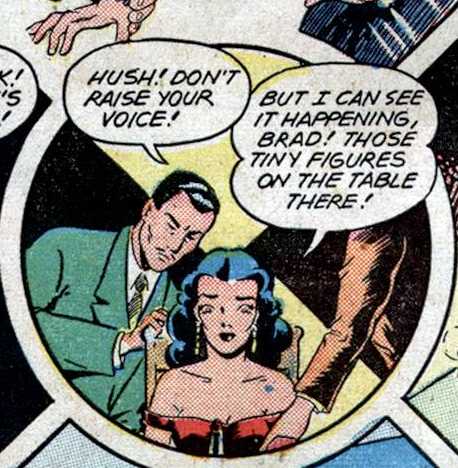 K!
'S
!
HUSH! DON'T
RAISE YOUR
VOICE!
BUT I CAN SEE
IT HAPPENING,
BRAD! THOSE
TINY FIGURES
ON THE TABLE
THERE!